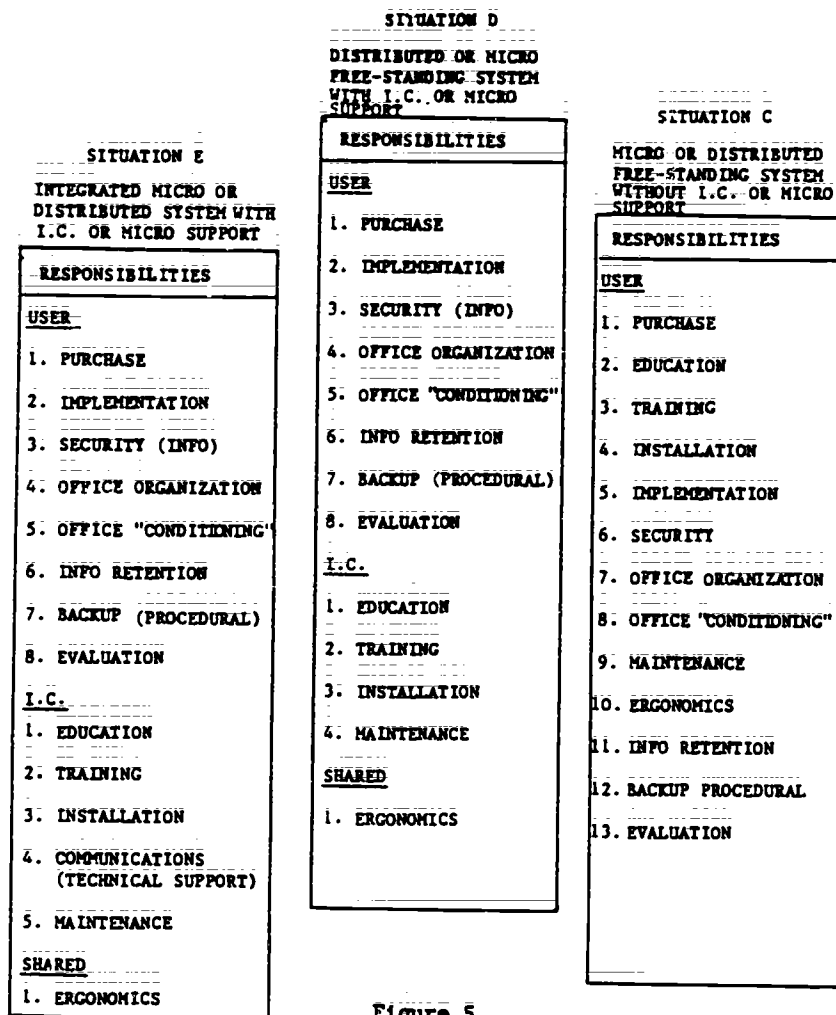 SITUATION E
INTEGRATED MICRO OR
DISTRIBUTED SYSTEM WITH
I.C. OR MICRO SUPPORT
RESPONSIBILITIES
USER
1. PURCHASE
2. IMPLEMENTATION
3. SECURITY (INFO)
4. OFFICE ORGANIZATION
5. OFFICE "CONDITIONING"
6. INFO RETENTION
7. BACKUP (PROCEDURAL)
8. EVALUATION
I.C.
1. EDUCATION
2. TRAINING
3. INSTALLATION
4. COMMUNICATIONS
(TECHNICAL SUPPORT)
5. MAINTENANCE
SHARED
1. ERGONOMICS
SITUATION D
DISTRIBUTED OR MICRO
FREE-STANDING SYSTEM
WITH I.C. OR MICRO
SUPPORT
RESPONSIBILITIES
USER
1. PURCHASE
2. IMPLEMENTATION
3. SECURITY (INFO)
4. OFFICE ORGANIZATION
5. OFFICE "CONDITIONING"
6. INFO RETENTION
7. BACKUP (PROCEDURAL)
8. EVALUATION
I.C.
1. EDUCATION
2. TRAINING
3. INSTALLATION
4. MAINTENANCE
SHARED
1. ERGONOMICS
SITUATION C
MICRO OR DISTRIBUTED
FREE-STANDING SYSTEM
WITHOUT I.C. OR MICRO
SUPPORT
RESPONSIBILITIES
USER
1. PURCHASE
2. EDUCATION
3. TRAINING
4. INSTALLATION
5. IMPLEMENTATION
6. SECURITY
7. OFFICE ORGANIZATION
8. OFFICE "CONDITIONING"
9. MAINTENANCE
10. ERGONOMICS
11. INFO RETENTION
12. BACKUP PROCEDURAL
13. EVALUATION
Figure 5